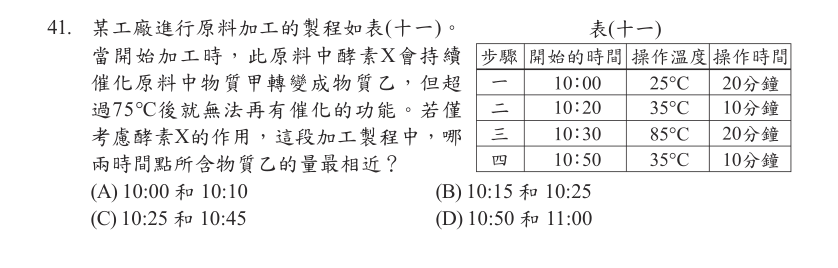 41. 某工廠進行原料加工的製程如表(十一)。
當開始加工時，此原料中酵素X會持續
催化原料中物質甲轉變成物質乙，但超
過75°C後就無法再有催化的功能。若僅
考慮酵素X的作用，這段加工製程中，哪
兩時間點所含物質乙的量最相近？
表(十一)
步驟 開始的時間 操作溫度 操作時間
一 10:00 25°C 20分鐘
二 10:20 35°C 10分鐘
三 10:30 85°C 20分鐘
四 10:50 35°C 10分鐘
(A) 10:00 和 10:10 (B) 10:15 和 10:25
(C) 10:25 和 10:45 (D) 10:50 和 11:00